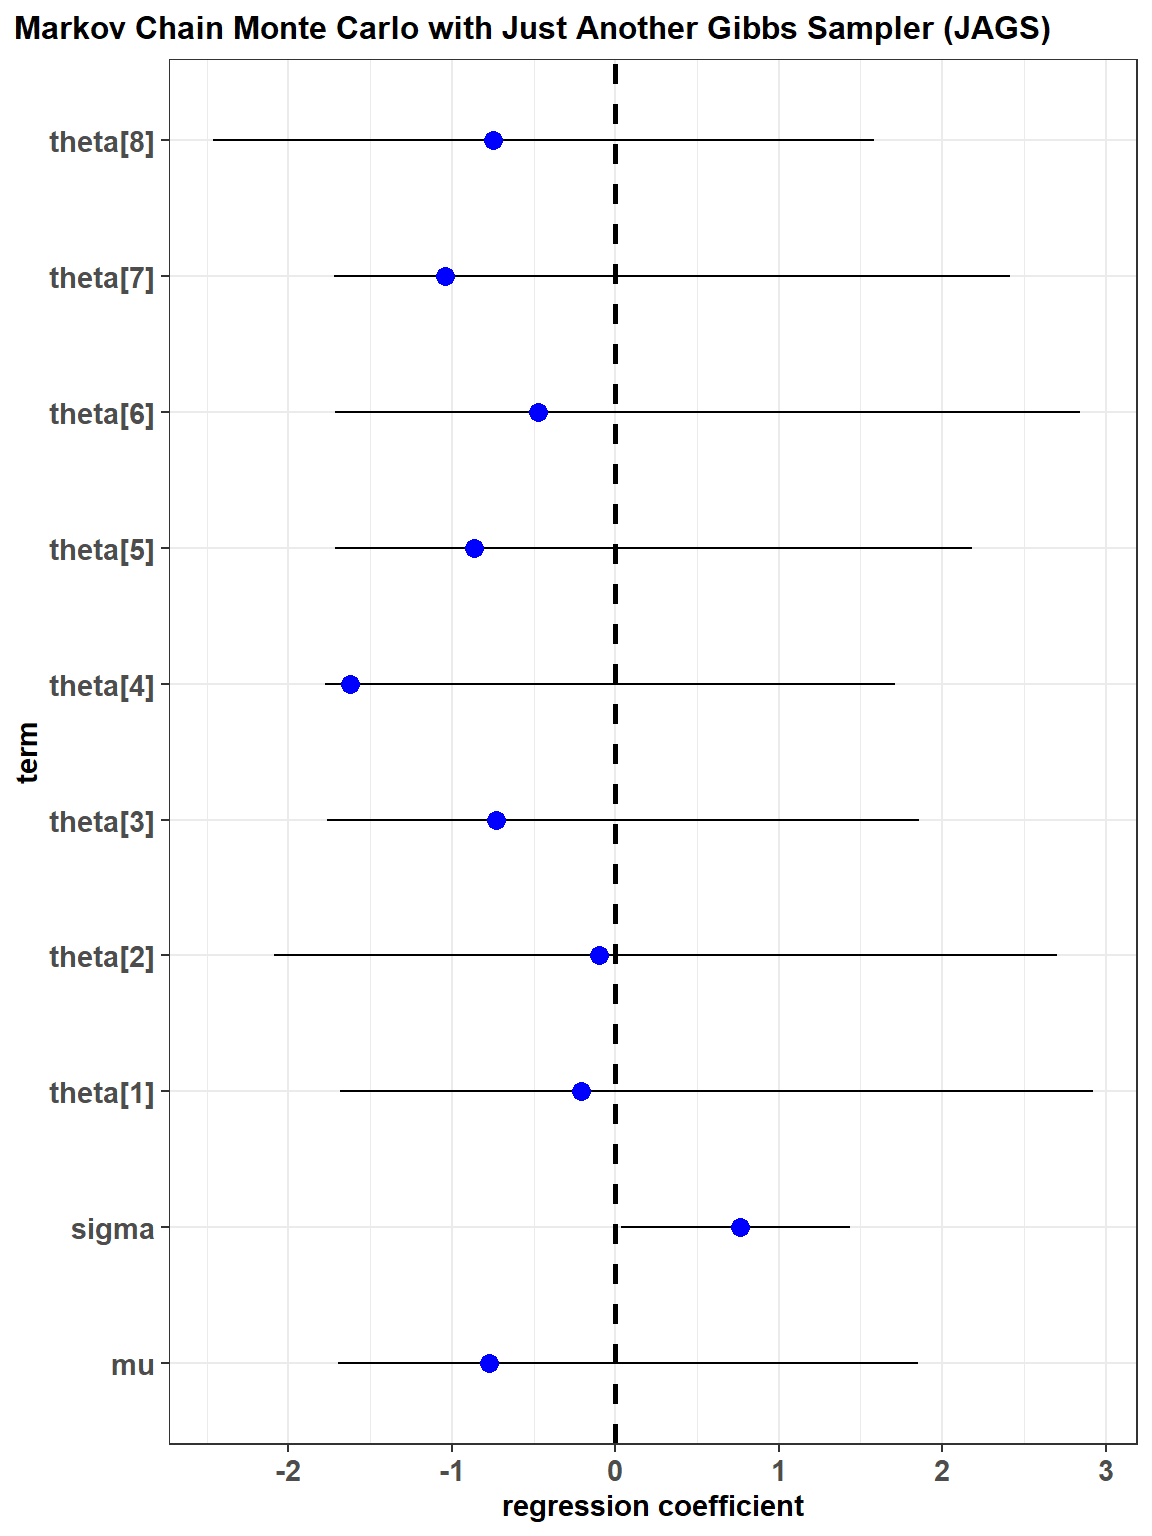 Markov Chain Monte Carlo with Just Another Gibbs Sampler (JAGS)
theta[8]
theta[7]
theta[6]
theta[5]
theta[4]
term
theta[3]
theta[2]
theta[1]
sigma
mu
-2 -1 0 1 2 3
regression coefficient